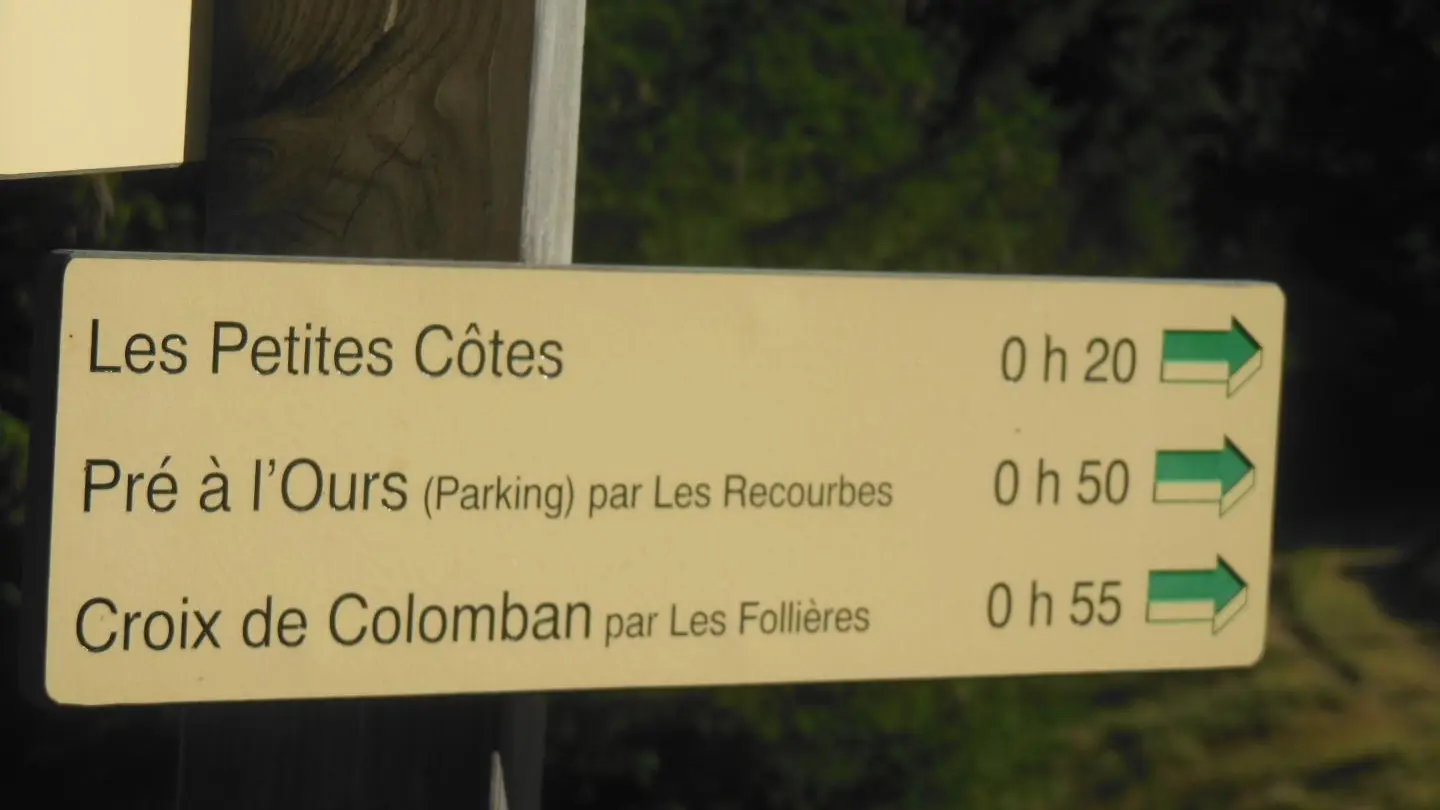 Les Petites Côtes 0 h 20
Pré à l'Ours (Parking) par Les Recourbes 0 h 50
Croix de Colomban par Les Follières 0 h 55